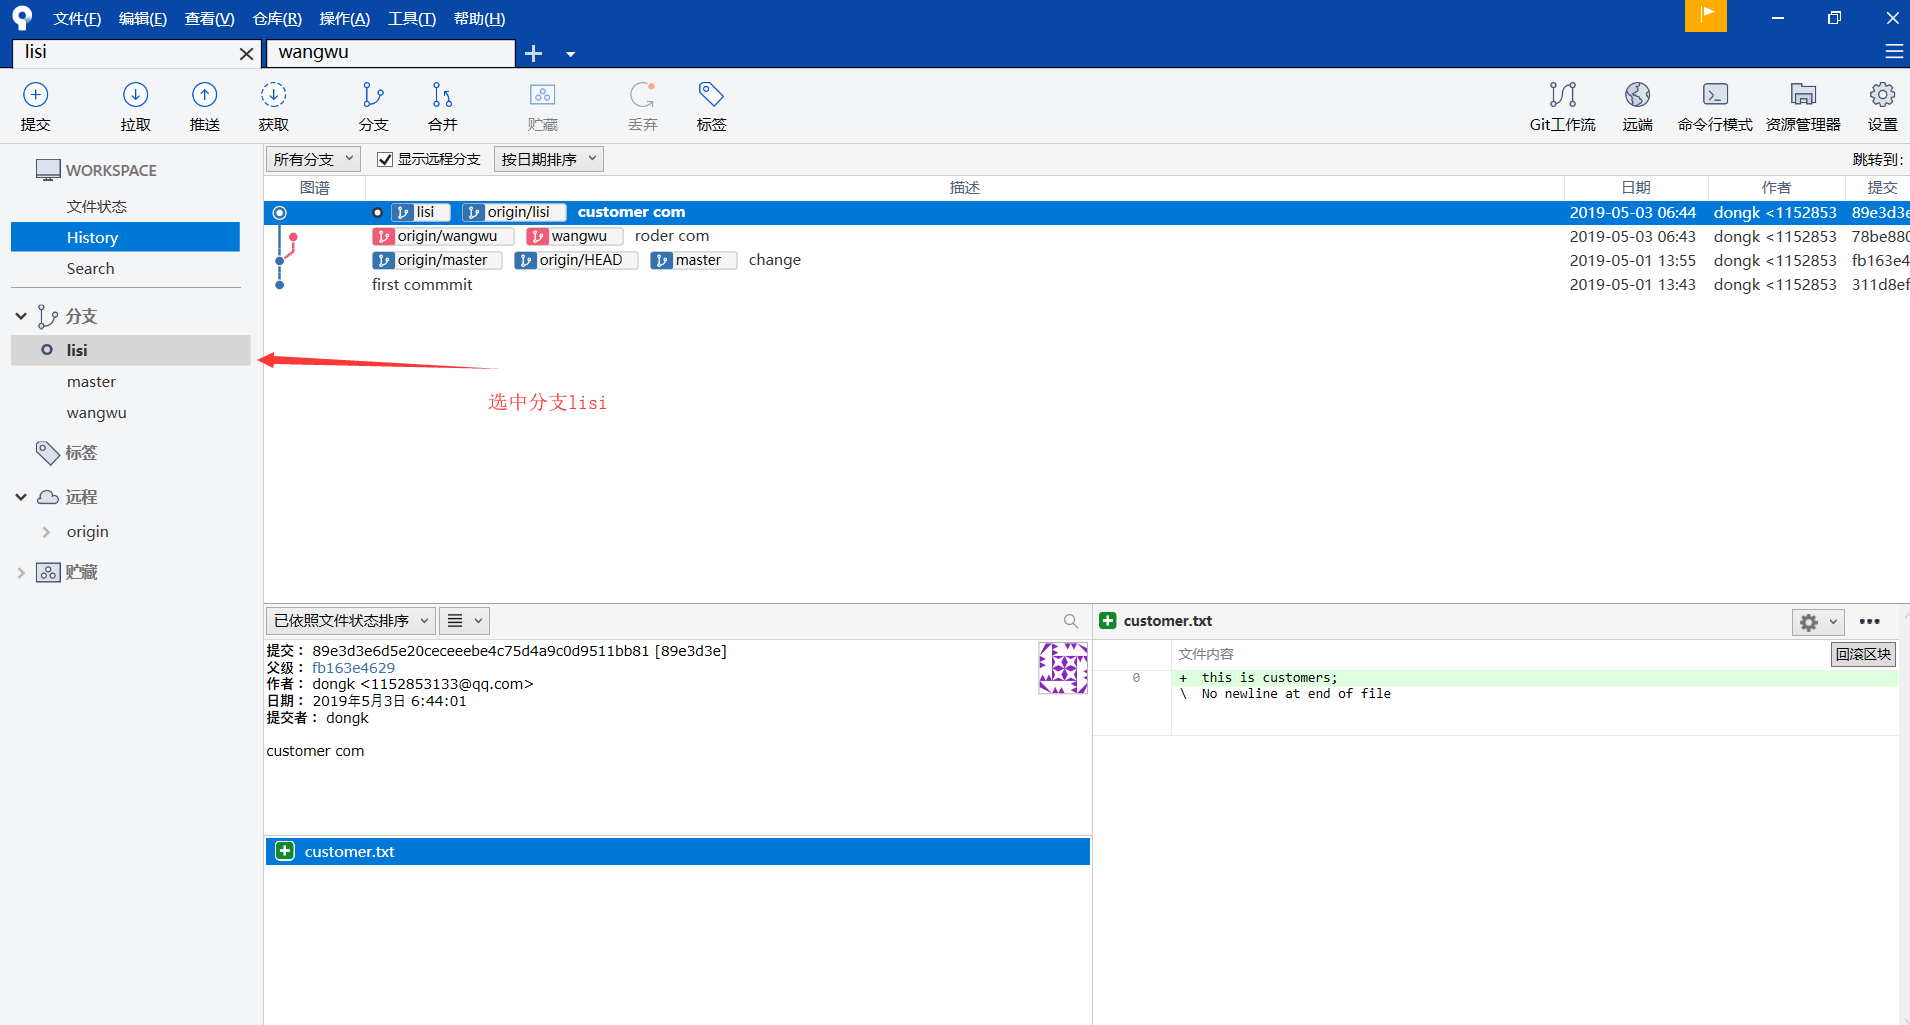 文件(F) 编辑(E) 查看(V) 仓库(R) 操作(A) 工具(T) 帮助(H)
lisi wangwu
提交 拉取 推送 获取 分支 合并 贮藏 丢弃 标签 Git工作流 远端 命令行模式 资源管理器 设置
WORKSPACE
文件状态
History
Search
分支
lisi
master
wangwu
标签
远程
origin
贮藏
所有分支 显示远程分支 按日期排序 跳转到:
图谱 描述 日期 作者 提交
lisi origin/lisi customer com 2019-05-03 06:44 dongk <1152853 89e3d3e
origin/wangwu wangwu roder com 2019-05-03 06:43 dongk <1152853 78be880
origin/master origin/HEAD master change 2019-05-01 13:55 dongk <1152853 fb163e4
first commmit 2019-05-01 13:43 dongk <1152853 311d8ef
选中分支lisi
已依照文件状态排序
提交： 89e3d3e6d5e20ceceeebe4c75d4a9c0d9511bb81 [89e3d3e]
父级： fb163e4629
作者： dongk <1152853133@qq.com>
日期： 2019年5月3日 6:44:01
提交者： dongk
customer com
customer.txt
customer.txt
文件内容 回滚区块
0 + this is customers;
\ No newline at end of file